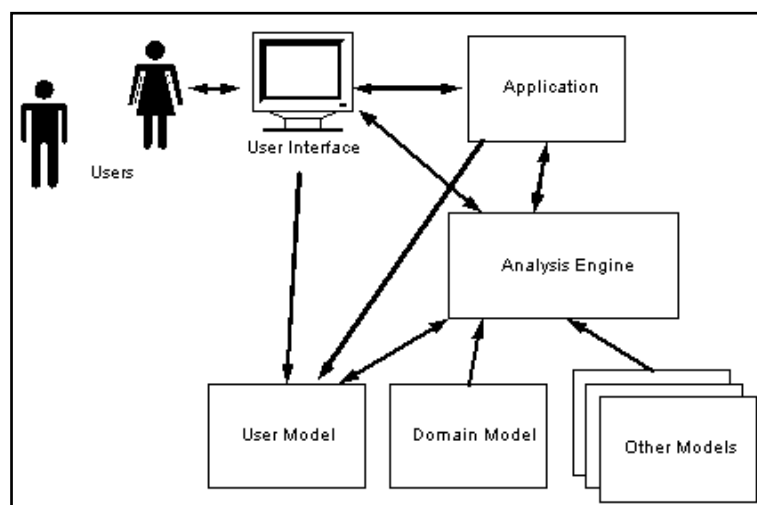 Application
User Interface
Users
Analysis Engine
User Model
Domain Model
Other Models